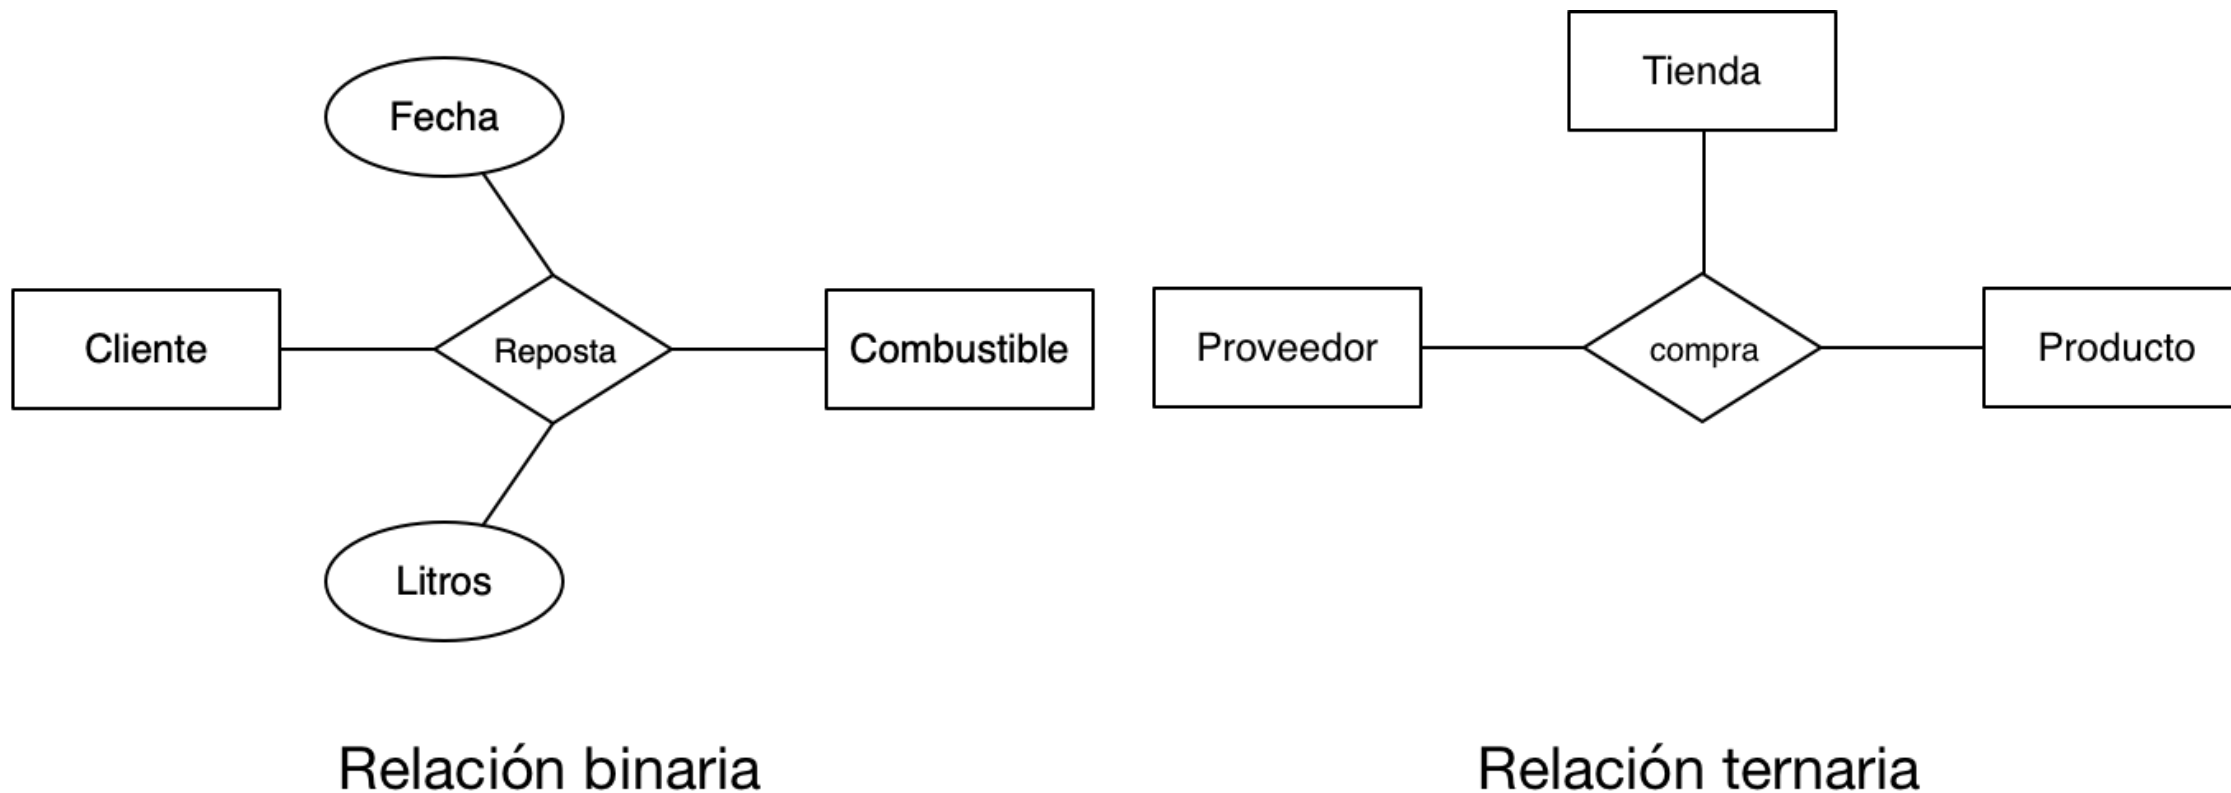 Fecha
Cliente
Reposta
Combustible
Litros
Relación binaria
Tienda
Proveedor
compra
Producto
Relación ternaria